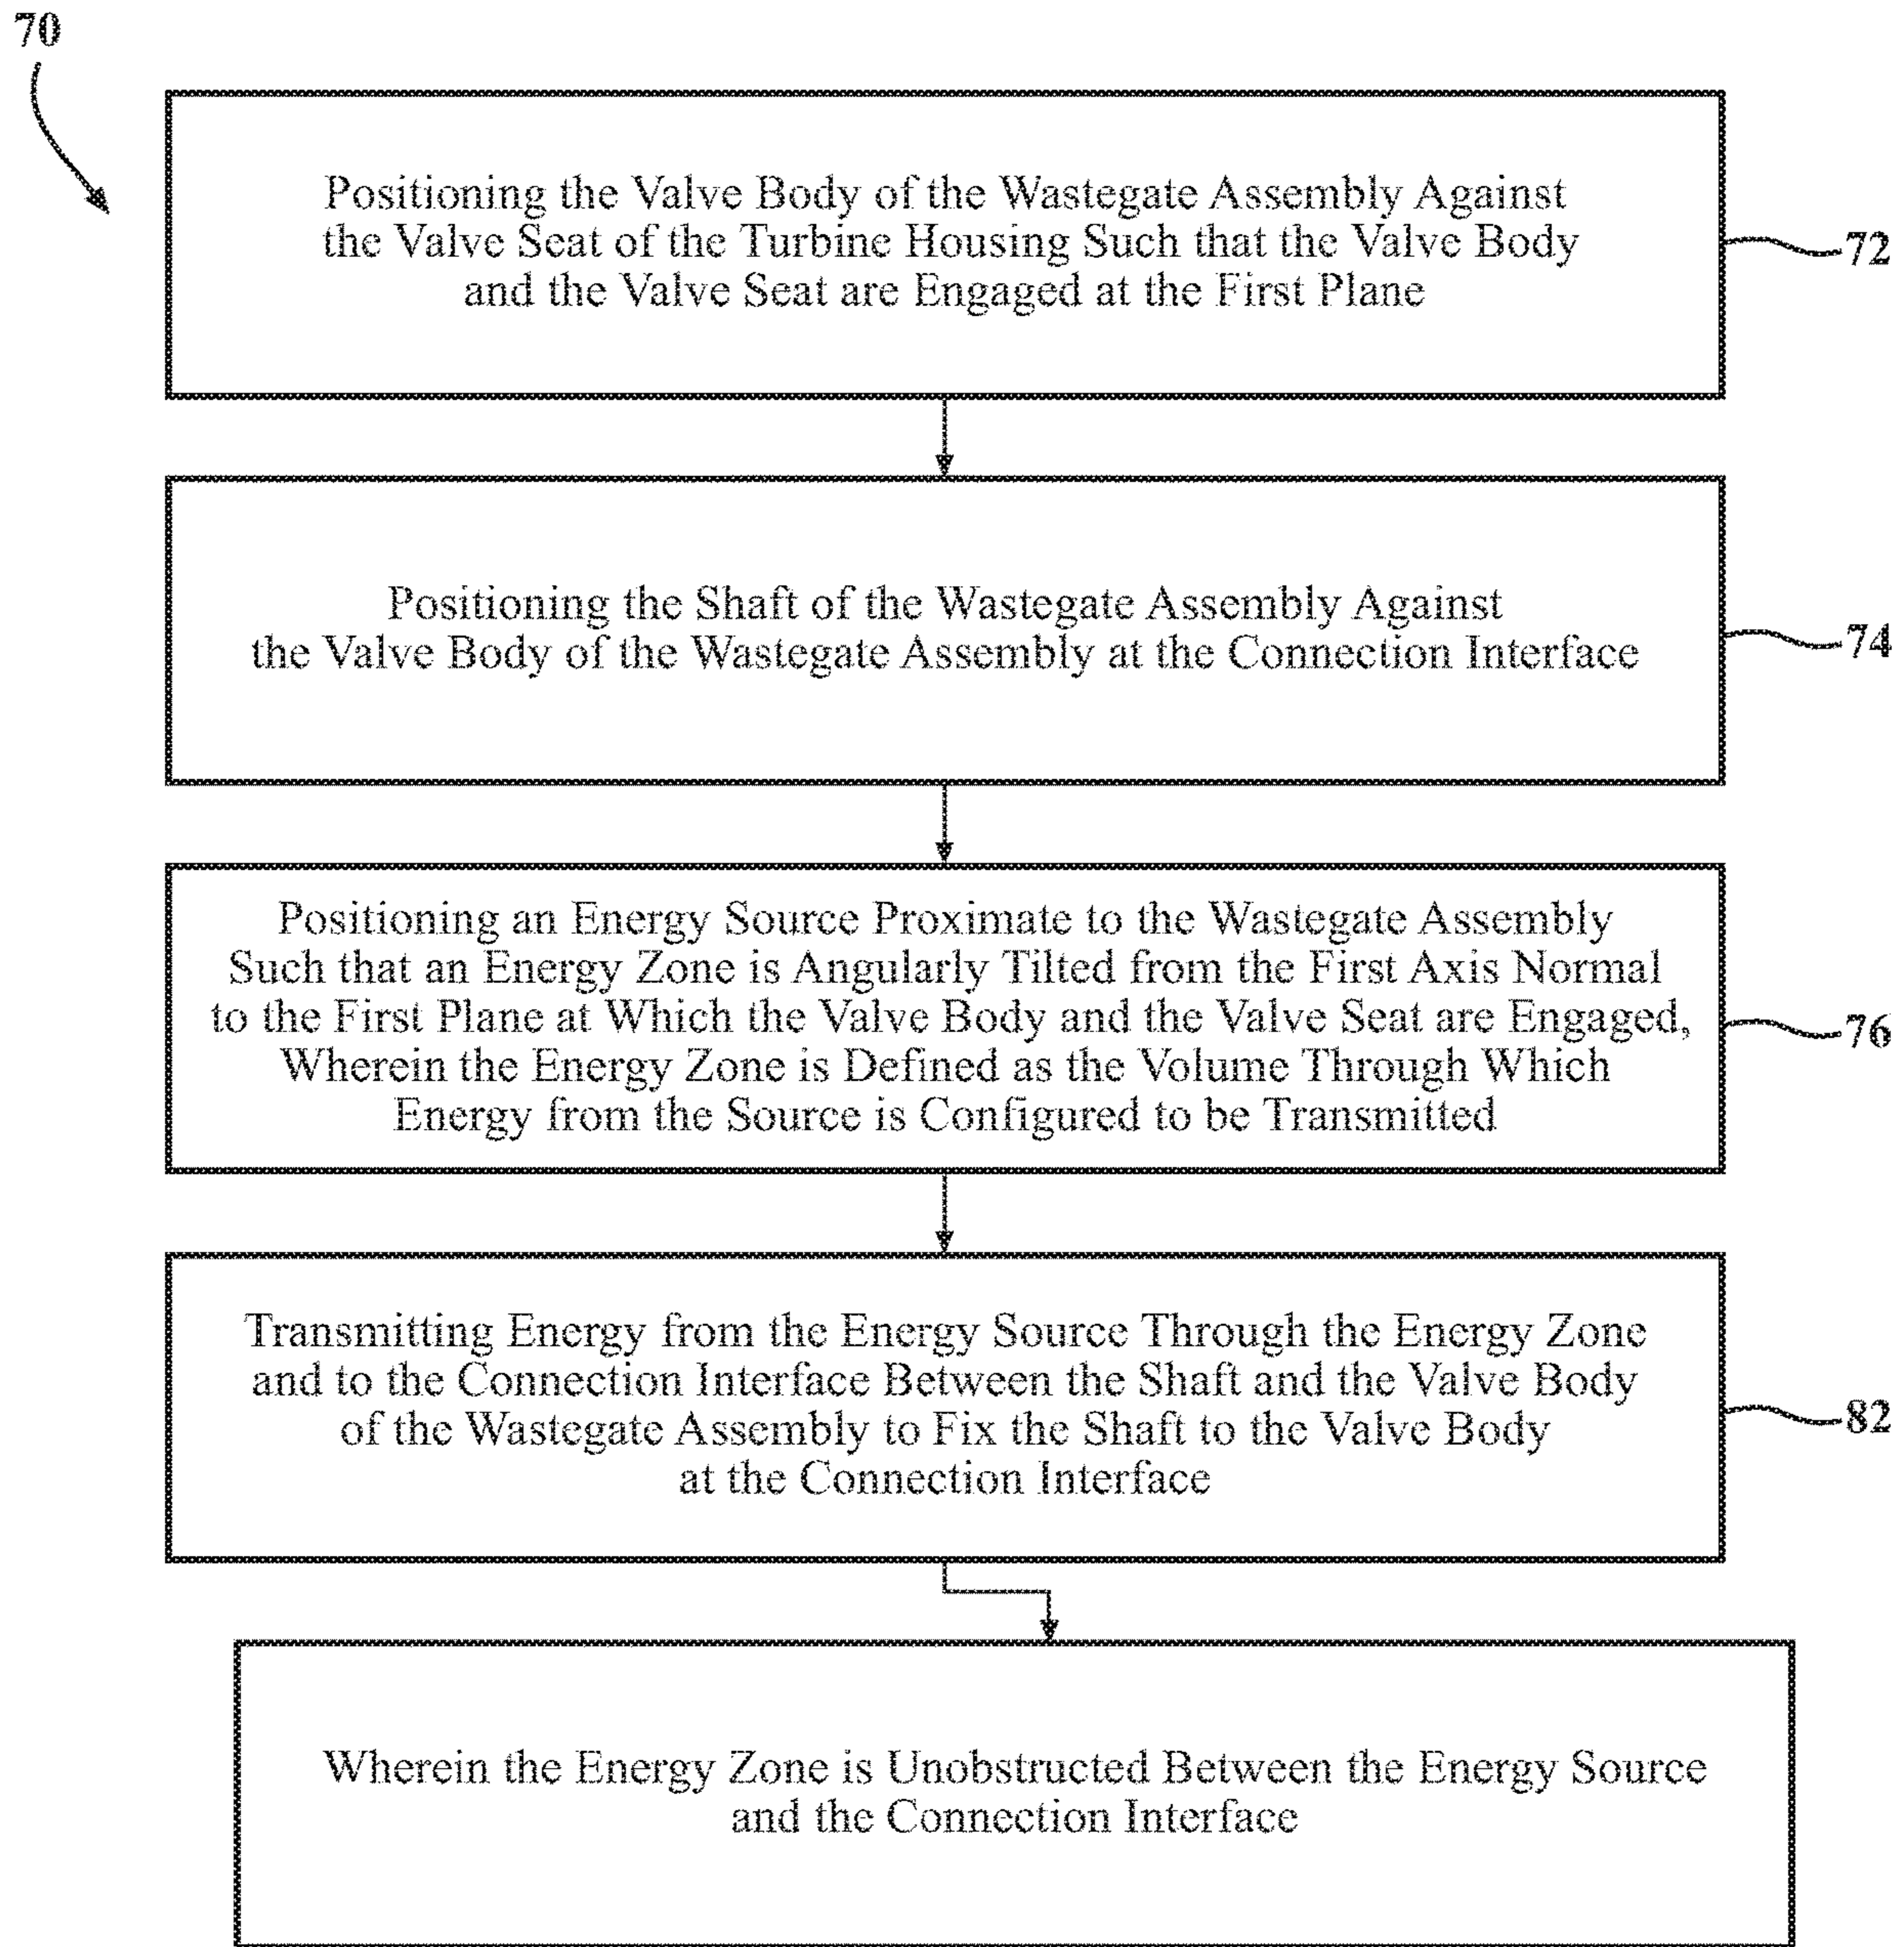 70
Positioning the Valve Body of the Wastegate Assembly Against
the Valve Seat of the Turbine Housing Such that the Valve Body
and the Valve Seat are Engaged at the First Plane
72
Positioning the Shaft of the Wastegate Assembly Against
the Valve Body of the Wastegate Assembly at the Connection Interface
74
Positioning an Energy Source Proximate to the Wastegate Assembly
Such that an Energy Zone is Angularly Tilted from the First Axis Normal
to the First Plane at Which the Valve Body and the Valve Seat are Engaged,
Wherein the Energy Zone is Defined as the Volume Through Which
Energy from the Source is Configured to be Transmitted
76
Transmitting Energy from the Energy Source Through the Energy Zone
and to the Connection Interface Between the Shaft and the Valve Body
of the Wastegate Assembly to Fix the Shaft to the Valve Body
at the Connection Interface
82
Wherein the Energy Zone is Unobstructed Between the Energy Source
and the Connection Interface